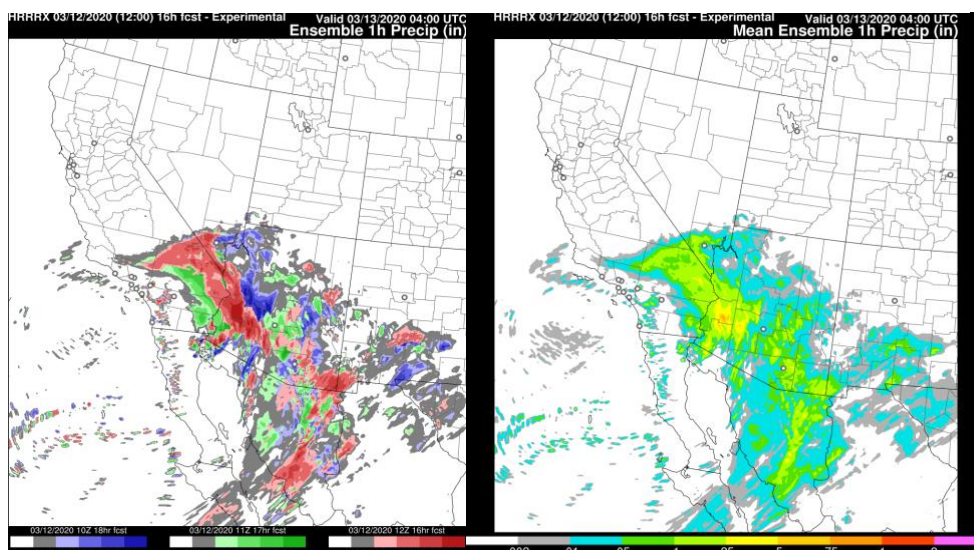 HRRRX 03/12/2020 (12:00) 16h fcst - Experimental
Valid 03/13/2020 04:00 UTC
Ensemble 1h Precip (in)
HRRRX 03/12/2020 (12:00) 16h fcst - Experimental
Valid 03/13/2020 04:00 UTC
Mean Ensemble 1h Precip (in)
03/12/2020 10Z 18hr fcst
03/12/2020 11Z 17hr fcst
03/12/2020 12Z 16hr fcst